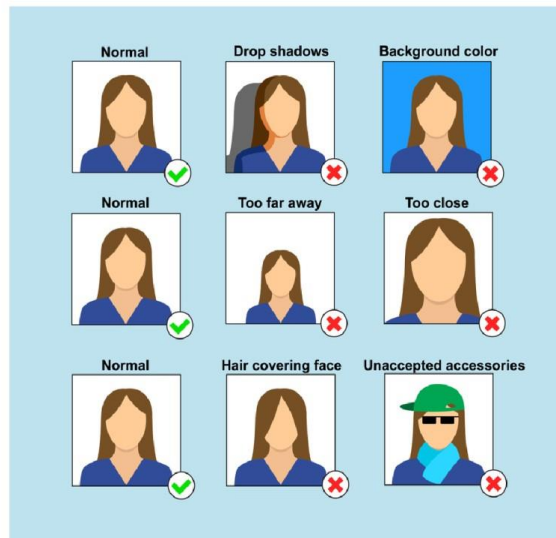 Normal
Drop shadows
Background color
Normal
Too far away
Too close
Normal
Hair covering face
Unaccepted accessories